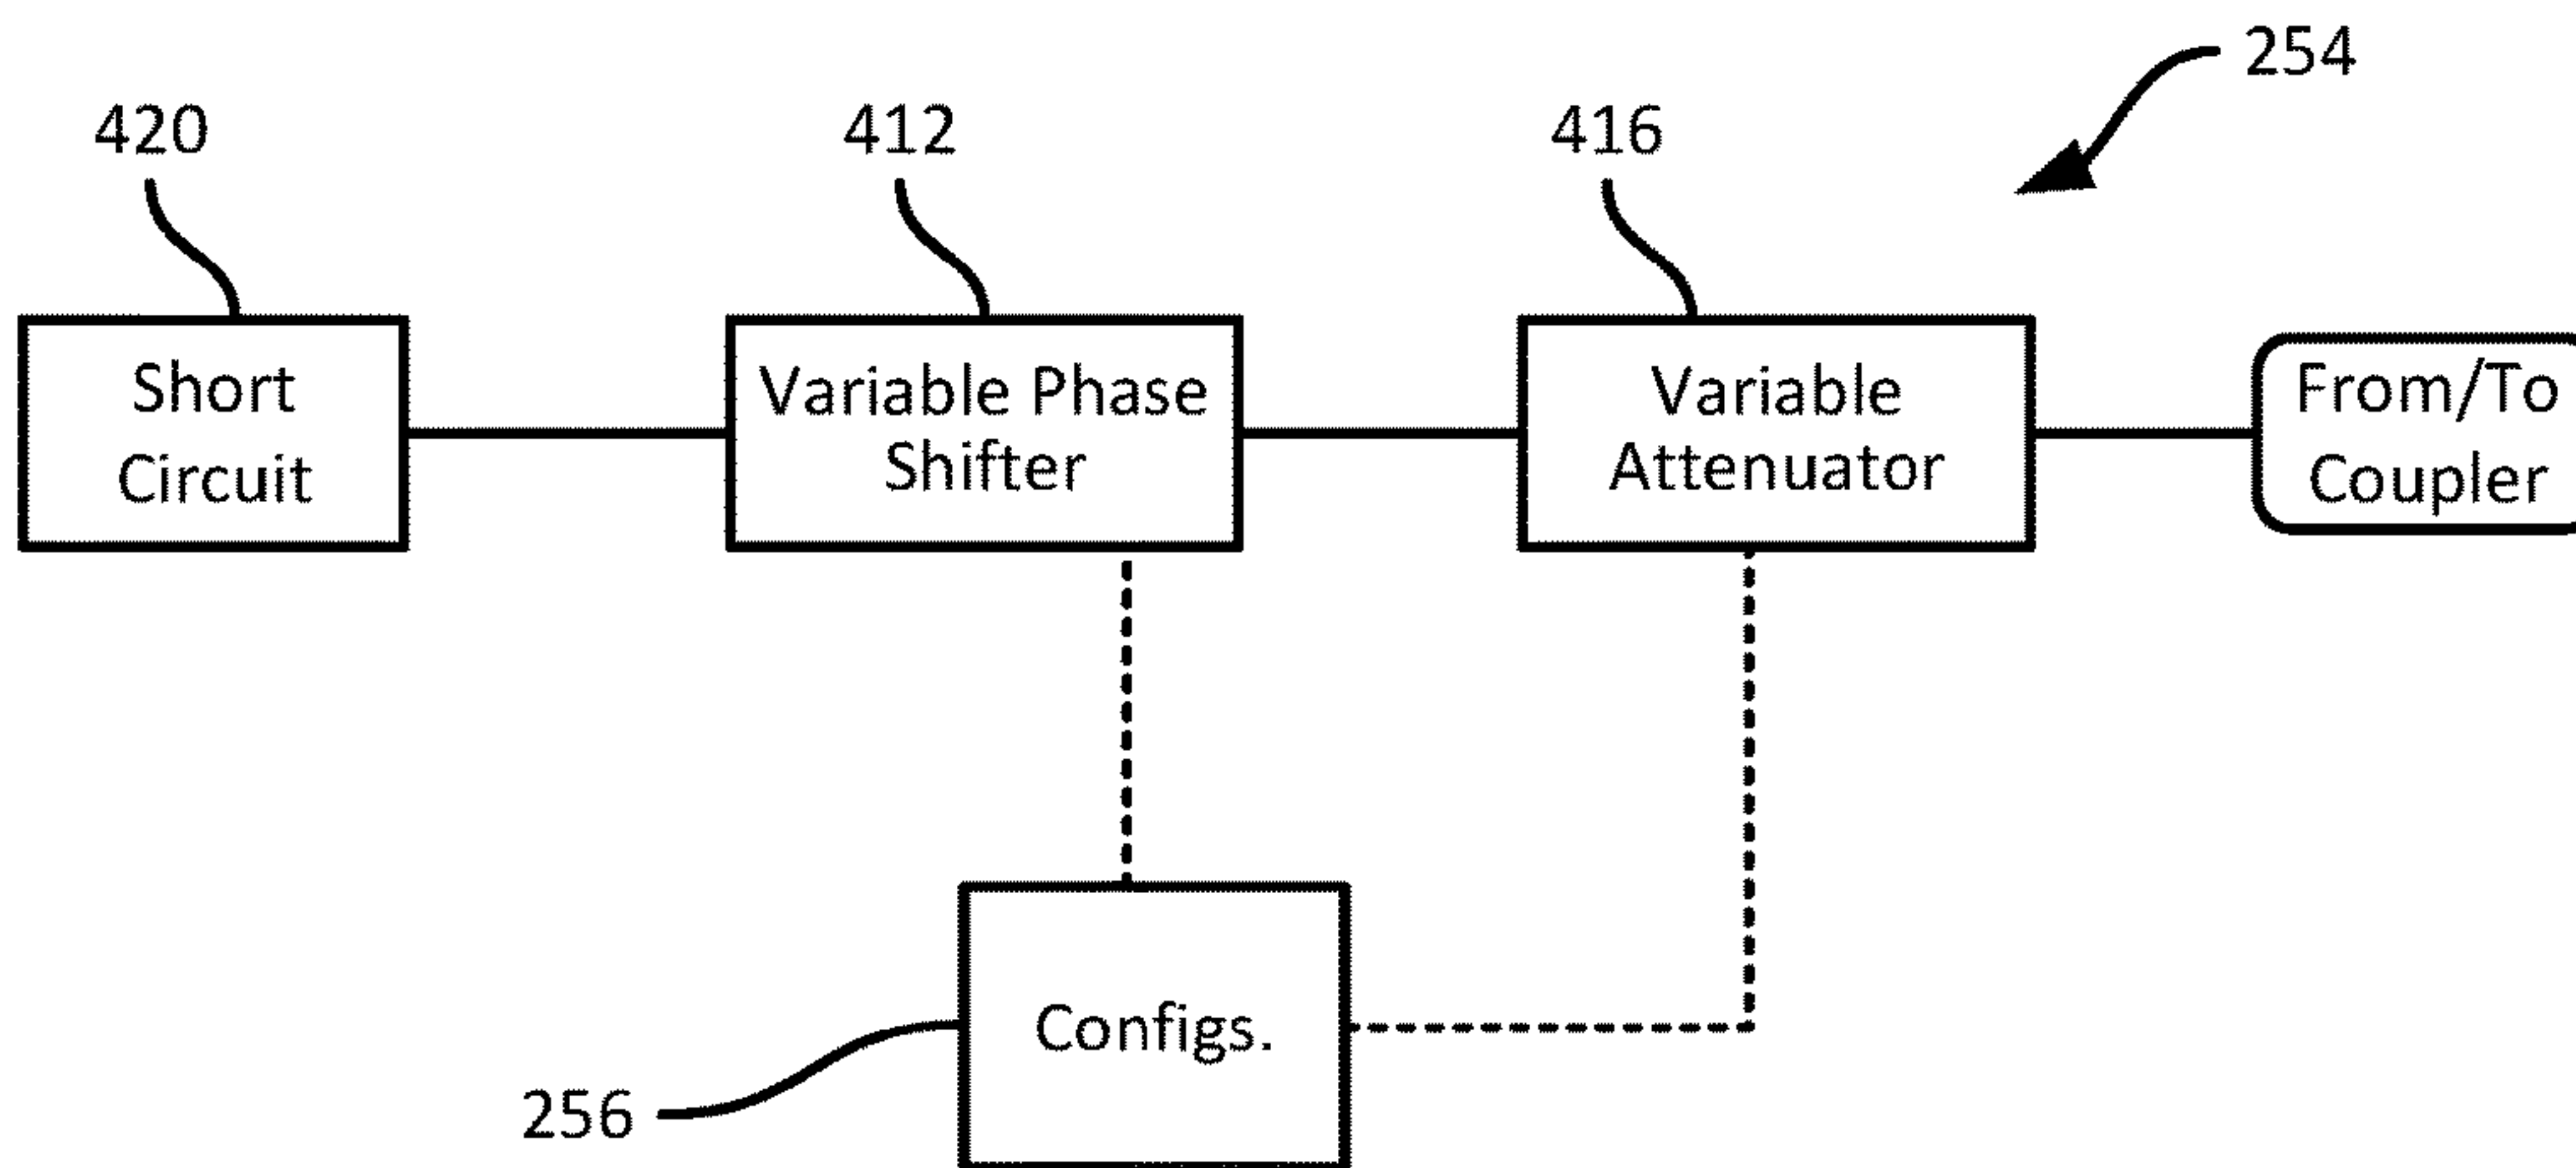 254
420
412
416
Short
Circuit
Variable Phase
Shifter
Variable
Attenuator
From/To
Coupler
Configs.
256